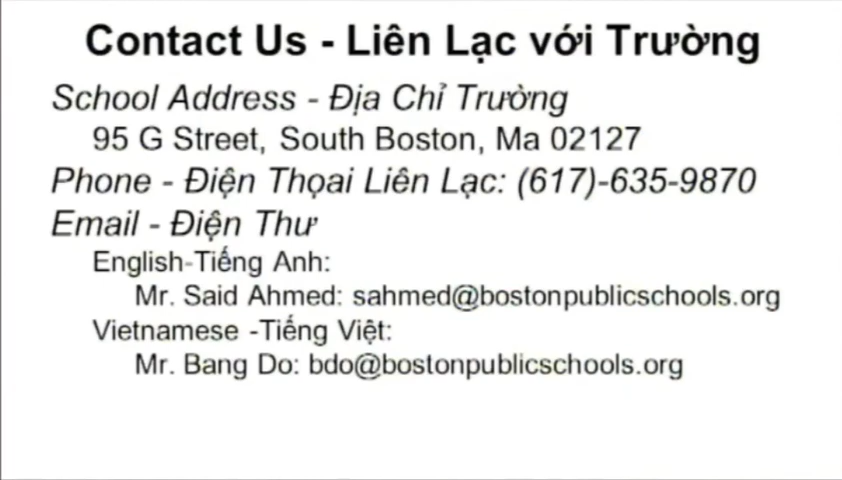 Contact Us - Liên Lạc với Trường
School Address - Địa Chỉ Trường
95 G Street, South Boston, Ma 02127
Phone - Điện Thọai Liên Lạc: (617)-635-9870
Email - Điện Thư
English-Tiếng Anh:
Mr. Said Ahmed: sahmed@bostonpublicschools.org
Vietnamese -Tiếng Việt:
Mr. Bang Do: bdo@bostonpublicschools.org